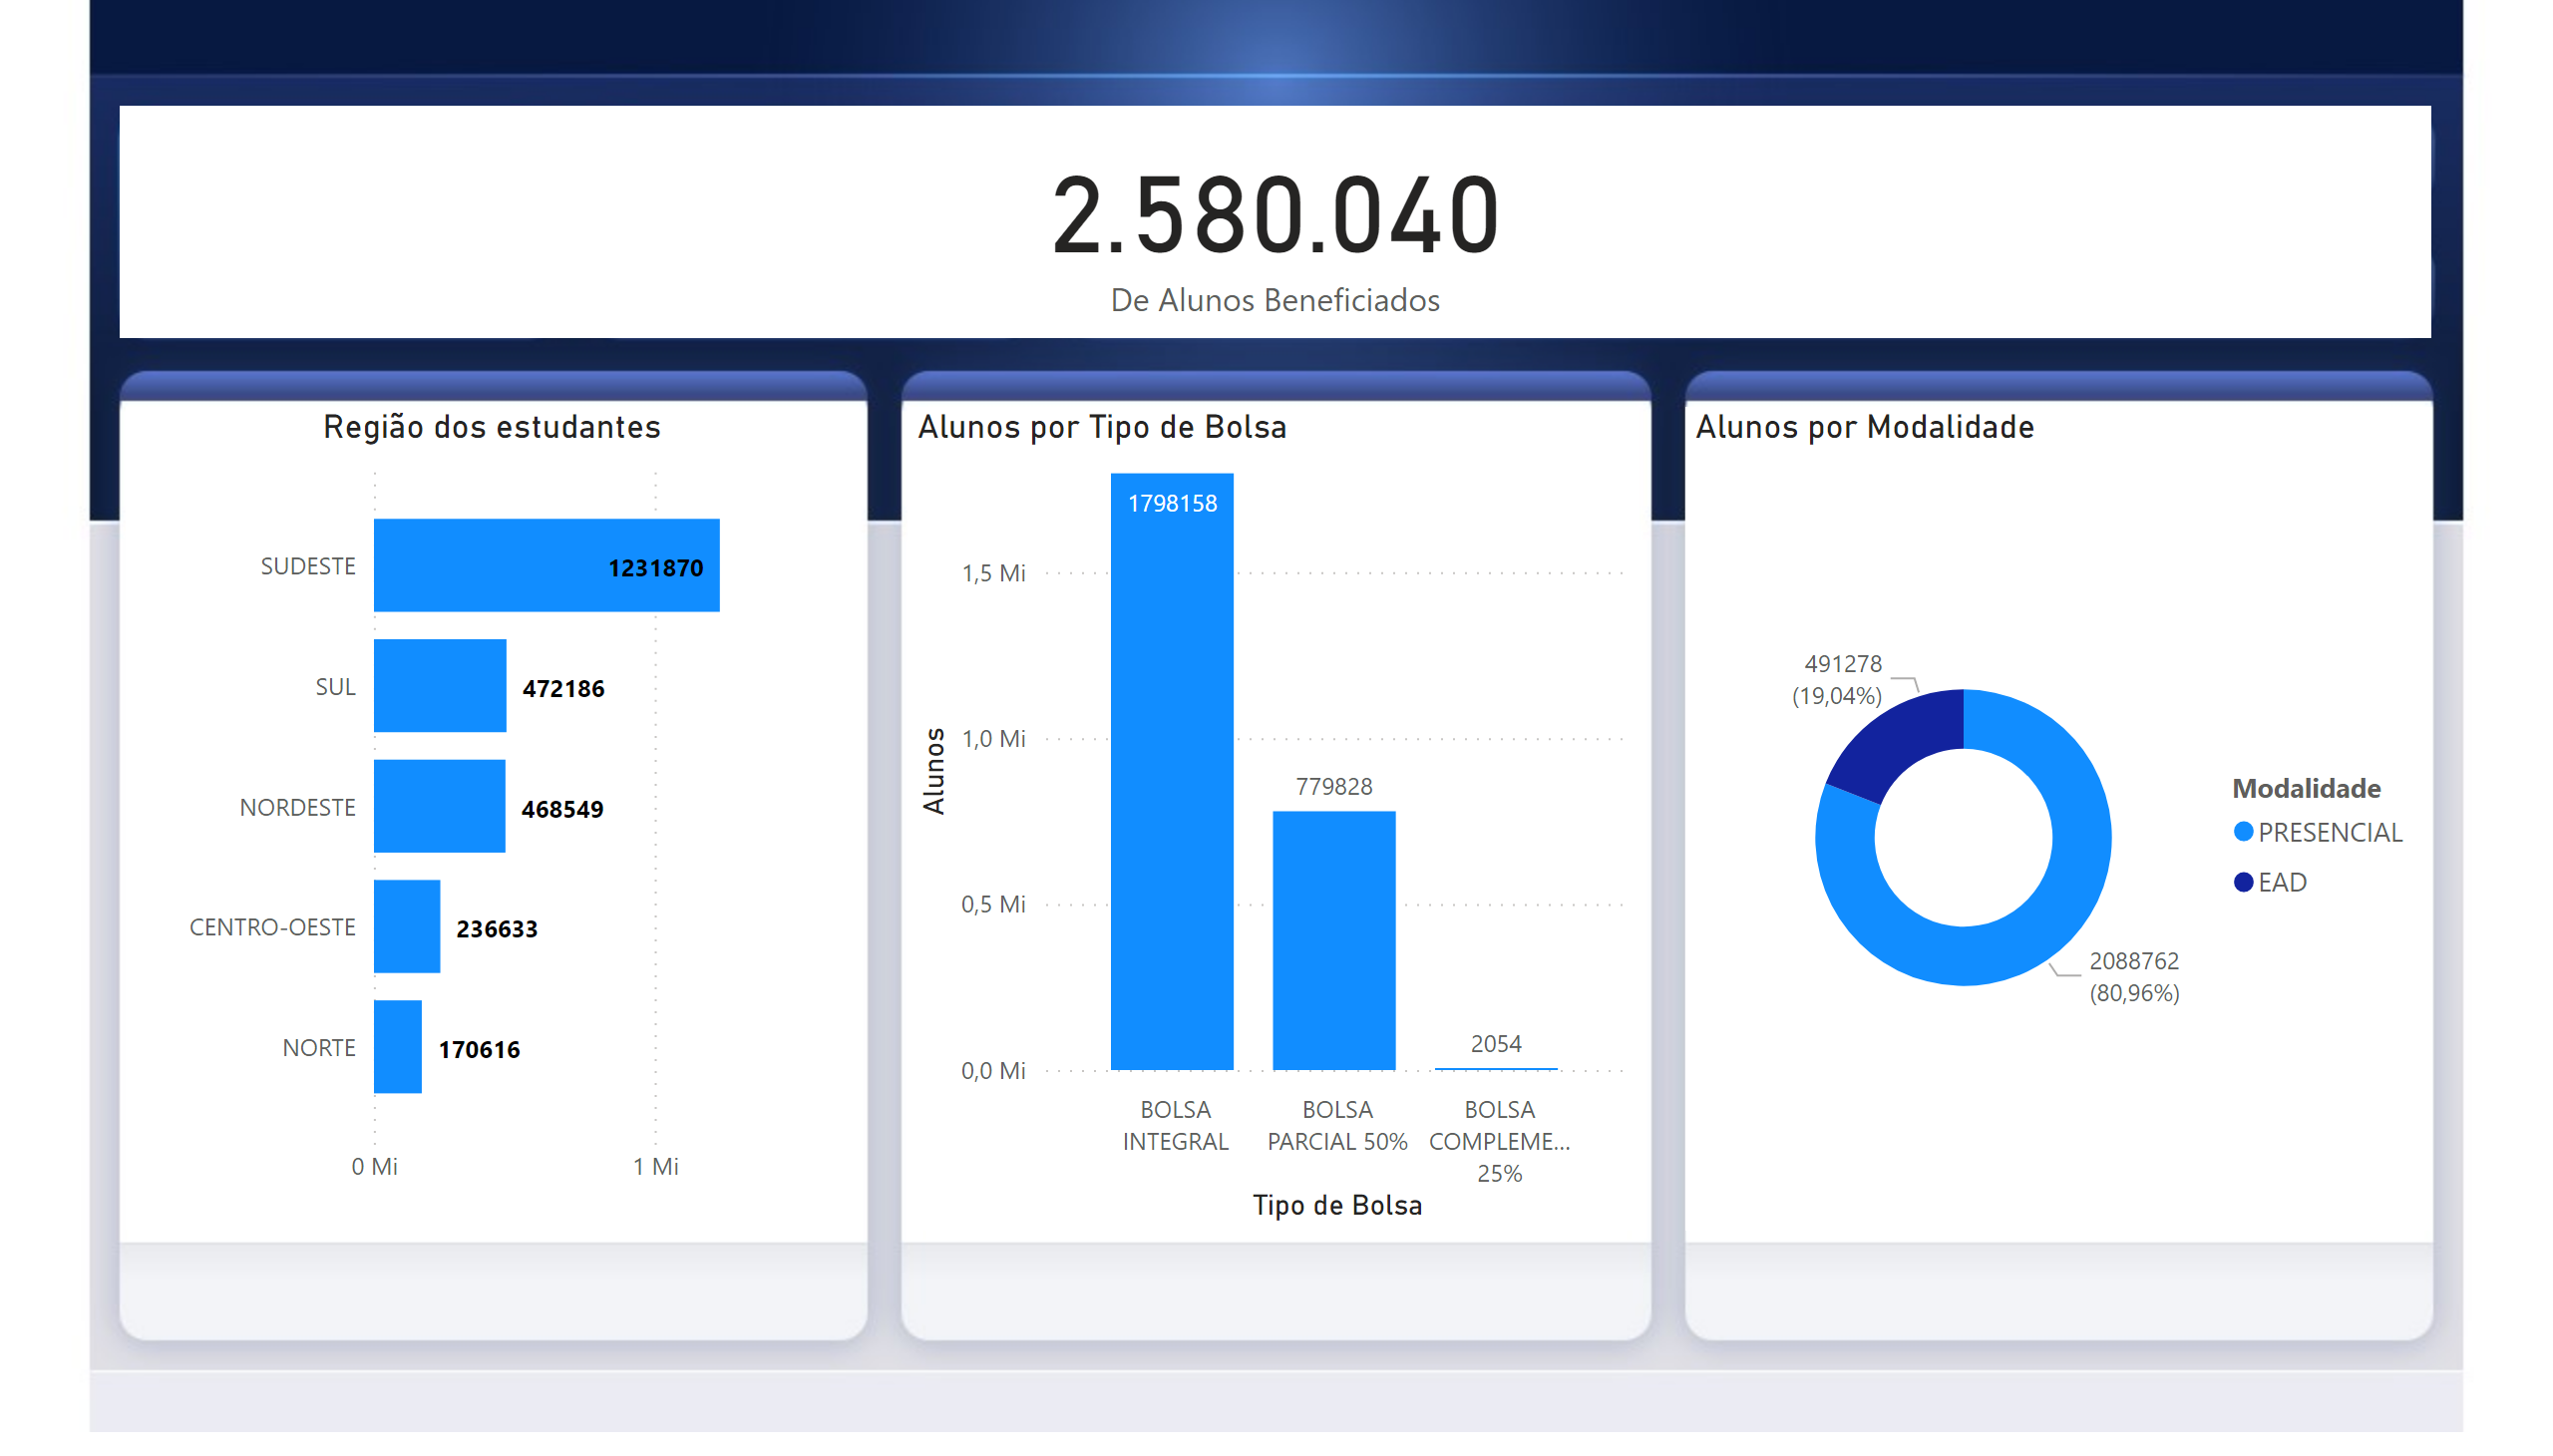 2.580.040
De Alunos Beneficiados
Região dos estudantes
SUDESTE 1231870
SUL 472186
NORDESTE 468549
CENTRO-OESTE 236633
NORTE 170616
0 Mi 1 Mi
Alunos por Tipo de Bolsa
Alunos
1,5 Mi
1,0 Mi
0,5 Mi
0,0 Mi
1798158
779828
2054
BOLSA
INTEGRAL
BOLSA
PARCIAL 50%
BOLSA
COMPLEME...
25%
Tipo de Bolsa
Alunos por Modalidade
491278
(19,04%)
2088762
(80,96%)
Modalidade
PRESENCIAL
EAD